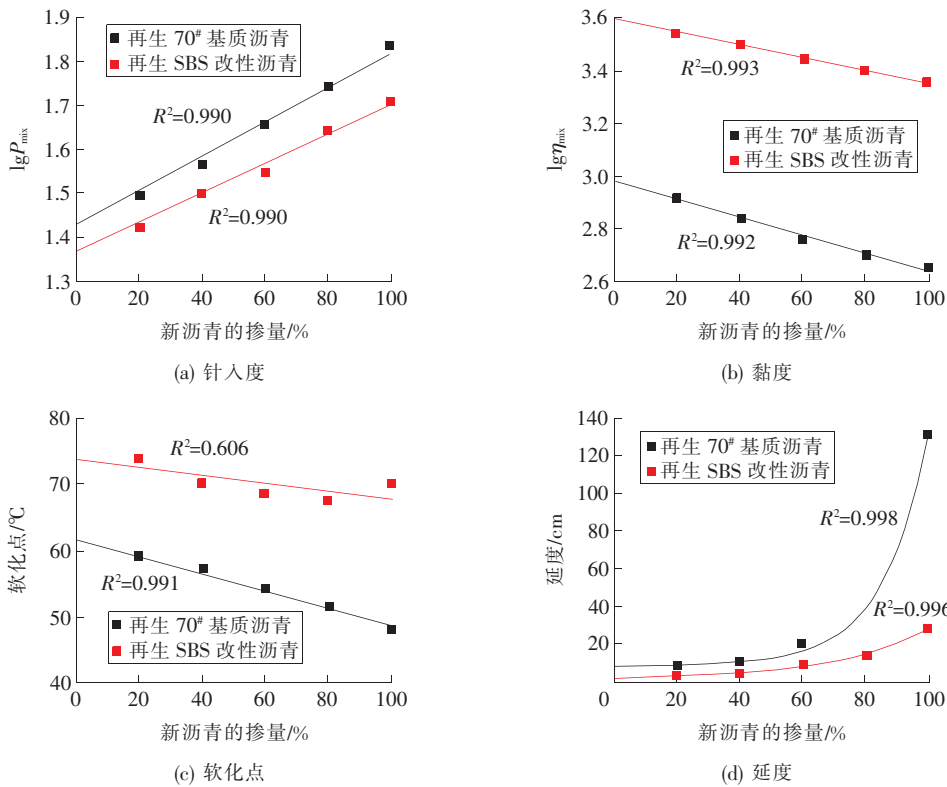 1.9
1.8
1.7
1.6
1.5
1.4
1.3
lgPmix
再生 70# 基质沥青
再生 SBS 改性沥青
R²=0.990
R²=0.990
0 20 40 60 80 100
新沥青的掺量/%
(a) 针入度
3.6
3.4
3.2
3.0
2.8
2.6
lgηmix
R²=0.993
再生 70# 基质沥青
再生 SBS 改性沥青
R²=0.992
0 20 40 60 80 100
新沥青的掺量/%
(b) 黏度
80
70
60
50
40
软化点/℃
R²=0.606
R²=0.991
再生 70# 基质沥青
再生 SBS 改性沥青
0 20 40 60 80 100
新沥青的掺量/%
(c) 软化点
140
120
100
80
60
40
20
延度/cm
再生 70# 基质沥青
再生 SBS 改性沥青
R²=0.998
R²=0.996
0 20 40 60 80 100
新沥青的掺量/%
(d) 延度